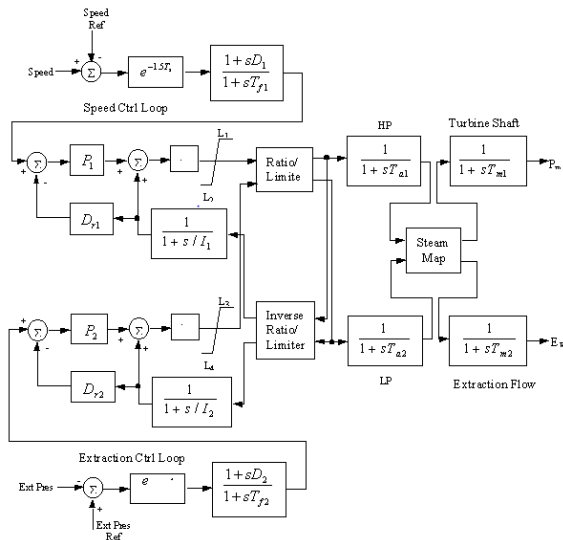 Speed
Ref
Speed
+
-
Σ
e^{-15T_s}
1+sD_1
1+sT_{f1}
Speed Ctrl Loop
+
-
Σ
P_1
+
+
Σ
L_1
L_2
Ratio/
Limite
HP
1
1+sT_{a1}
Turbine Shaft
1
1+sT_{m1}
P_m
D_{r1}
1
1+s/I_1
Steam
Map
+
-
Σ
P_2
+
+
Σ
L_3
L_4
Inverse
Ratio/
Limiter
1
1+sT_{a2}
LP
1
1+sT_{m2}
Extraction Flow
D_{r2}
1
1+s/I_2
Extraction Ctrl Loop
Ext Pres
-
Σ
+
Ext Pres
Ref
e
1+sD_2
1+sT_{f2}